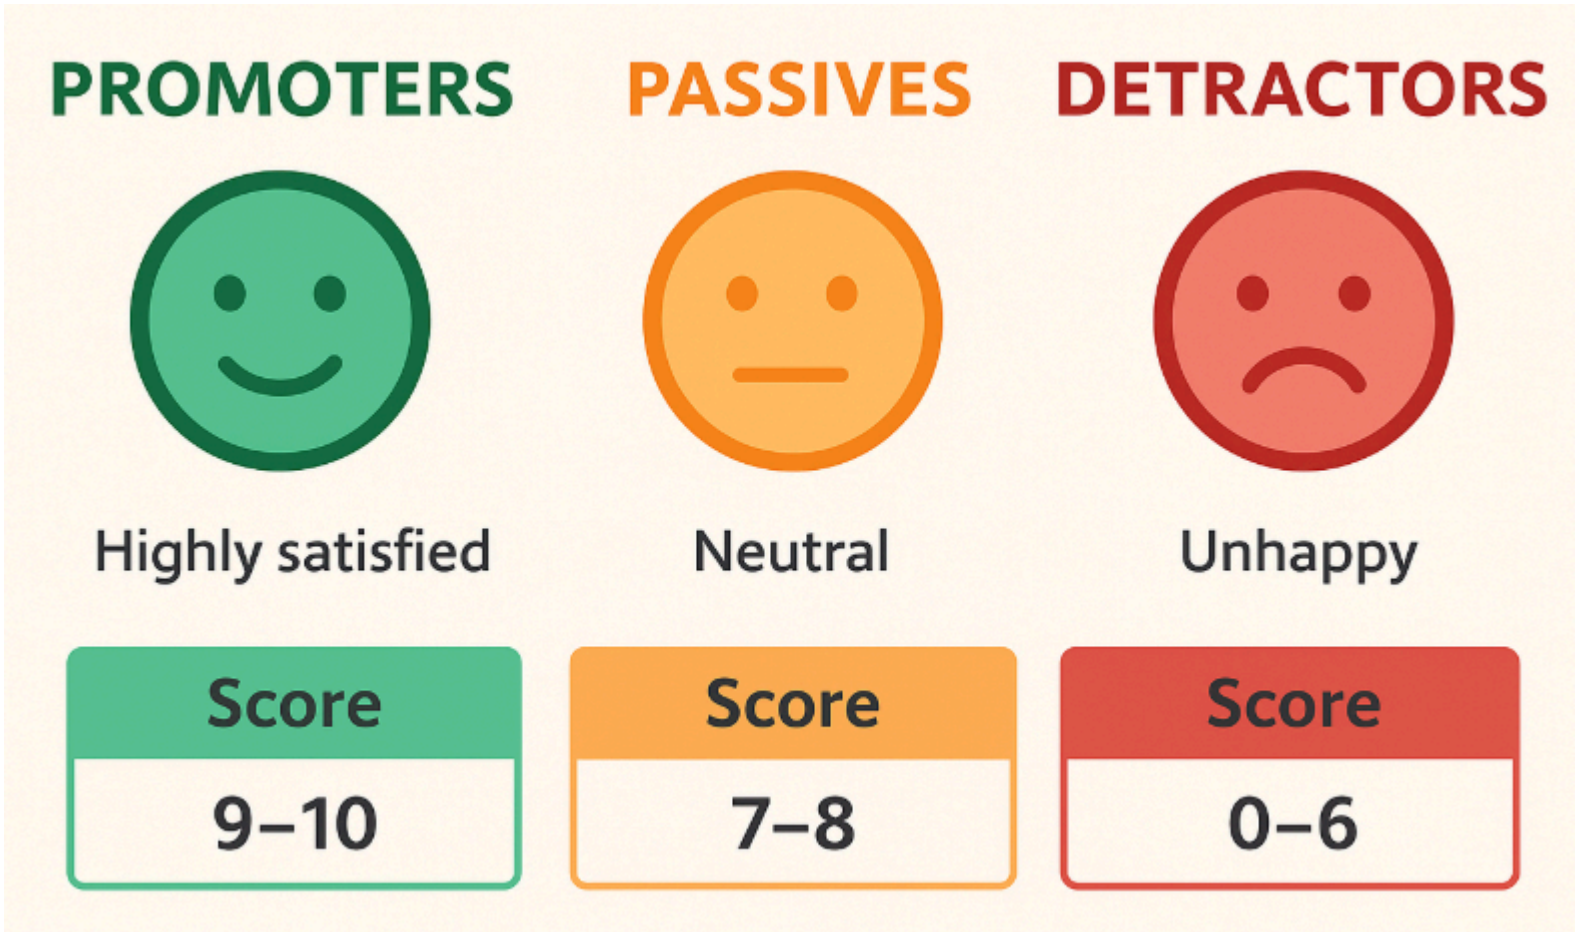 PROMOTERS PASSIVES DETRACTORS
Highly satisfied Neutral Unhappy
Score Score Score
9–10 7–8 0–6